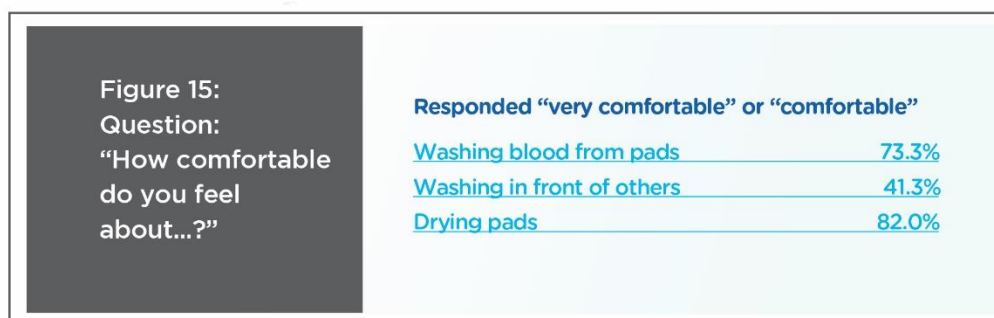 Figure 15:
Question:
“How comfortable
do you feel
about...?”
Responded “very comfortable” or “comfortable”
Washing blood from pads 73.3%
Washing in front of others 41.3%
Drying pads 82.0%